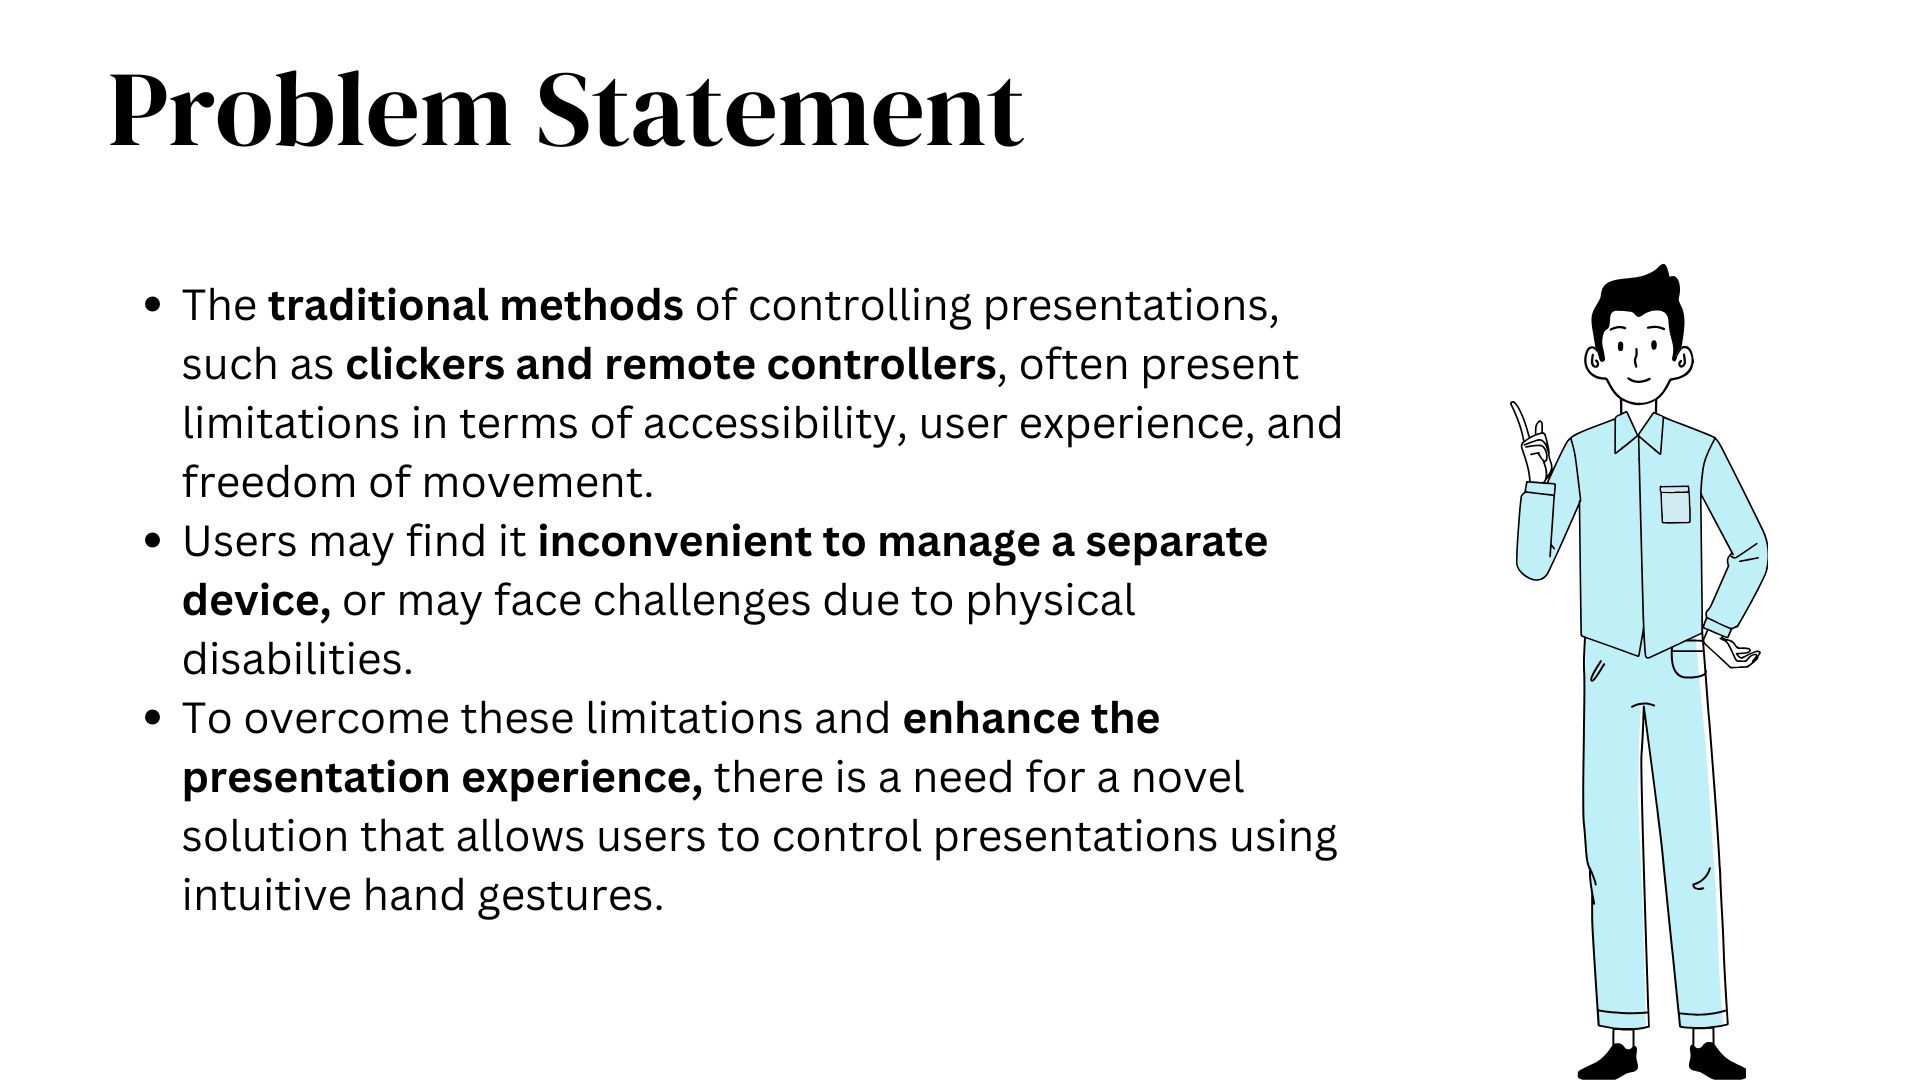 Problem Statement
• The traditional methods of controlling presentations,
such as clickers and remote controllers, often present
limitations in terms of accessibility, user experience, and
freedom of movement.
• Users may find it inconvenient to manage a separate
device, or may face challenges due to physical
disabilities.
• To overcome these limitations and enhance the
presentation experience, there is a need for a novel
solution that allows users to control presentations using
intuitive hand gestures.